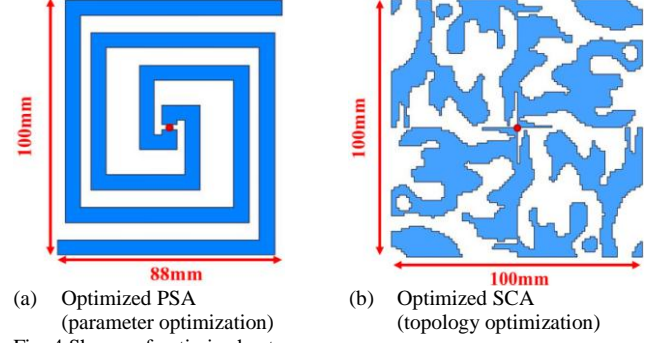 100mm
88mm
100mm
100mm
(a) Optimized PSA
(parameter optimization)
(b) Optimized SCA
(topology optimization)